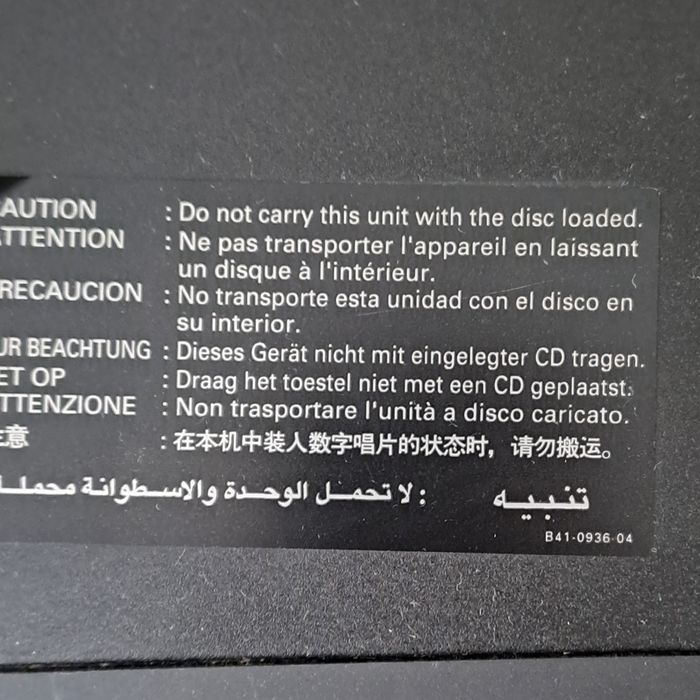 AUTION : Do not carry this unit with the disc loaded.
TTENTION : Ne pas transporter l'appareil en laissant
un disque à l'intérieur.
RECAUCION : No transporte esta unidad con el disco en
su interior.
UR BEACHTUNG : Dieses Gerät nicht mit eingelegter CD tragen.
ET OP : Draag het toestel niet met een CD geplaatst.
TTENZIONE : Non trasportare l'unità a disco caricato.
注意 : 在本机中装人数字唱片的状态时，请勿搬运。
تنبيه : لا تحمل الوحدة والاسطوانة محملة
B41-0936-04